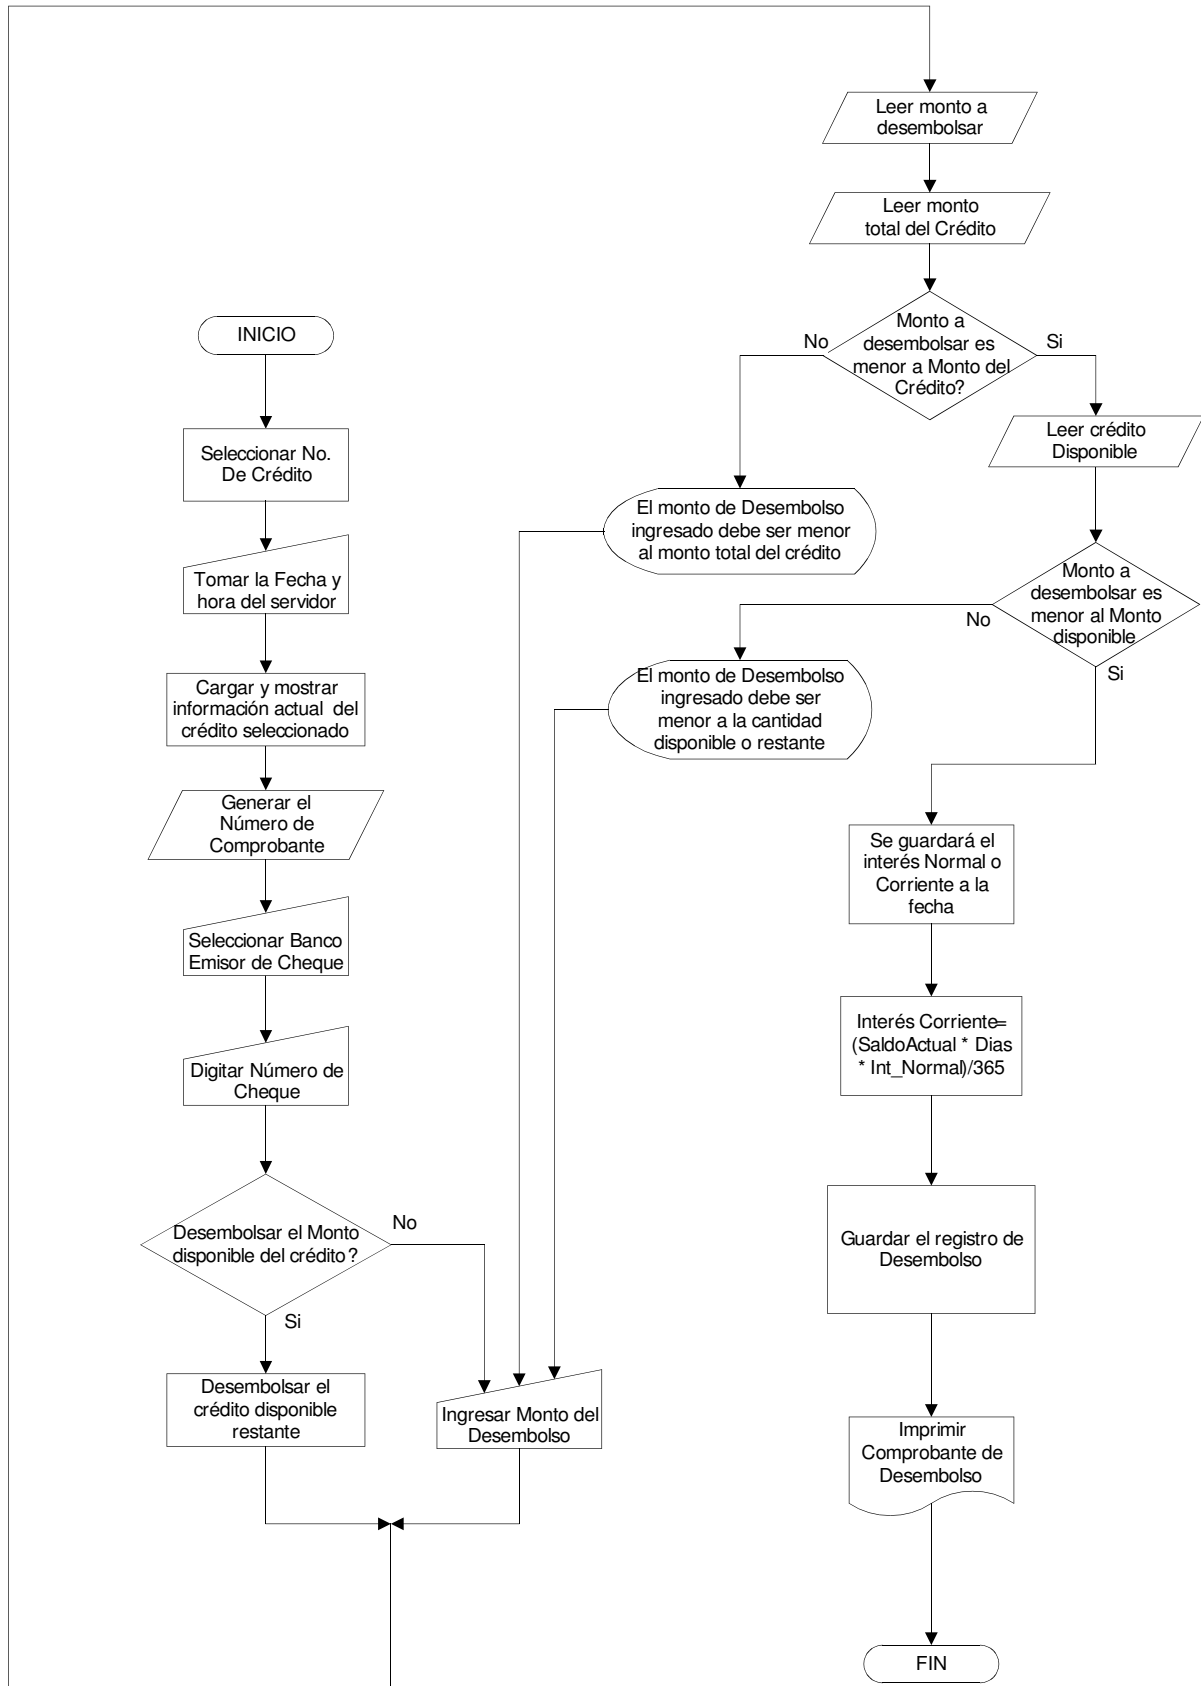 INICIO
Seleccionar No.
De Crédito
Tomar la Fecha y
hora del servidor
Cargar y mostrar
información actual del
crédito seleccionado
Generar el
Número de
Comprobante
Seleccionar Banco
Emisor de Cheque
Digitar Número de
Cheque
Desembolsar el Monto
disponible del crédito?
No
Si
Desembolsar el
crédito disponible
restante
Ingresar Monto del
Desembolso
Leer monto a
desembolsar
Leer monto
total del Crédito
Monto a
desembolsar es
menor a Monto del
Crédito?
No
Si
El monto de Desembolso
ingresado debe ser menor
al monto total del crédito
Leer crédito
Disponible
Monto a
desembolsar es
menor al Monto
disponible
No
Si
El monto de Desembolso
ingresado debe ser
menor a la cantidad
disponible o restante
Se guardará el
interés Normal o
Corriente a la
fecha
Interés Corriente=
(SaldoActual * Dias
* Int_Normal)/365
Guardar el registro de
Desembolso
Imprimir
Comprobante de
Desembolso
FIN